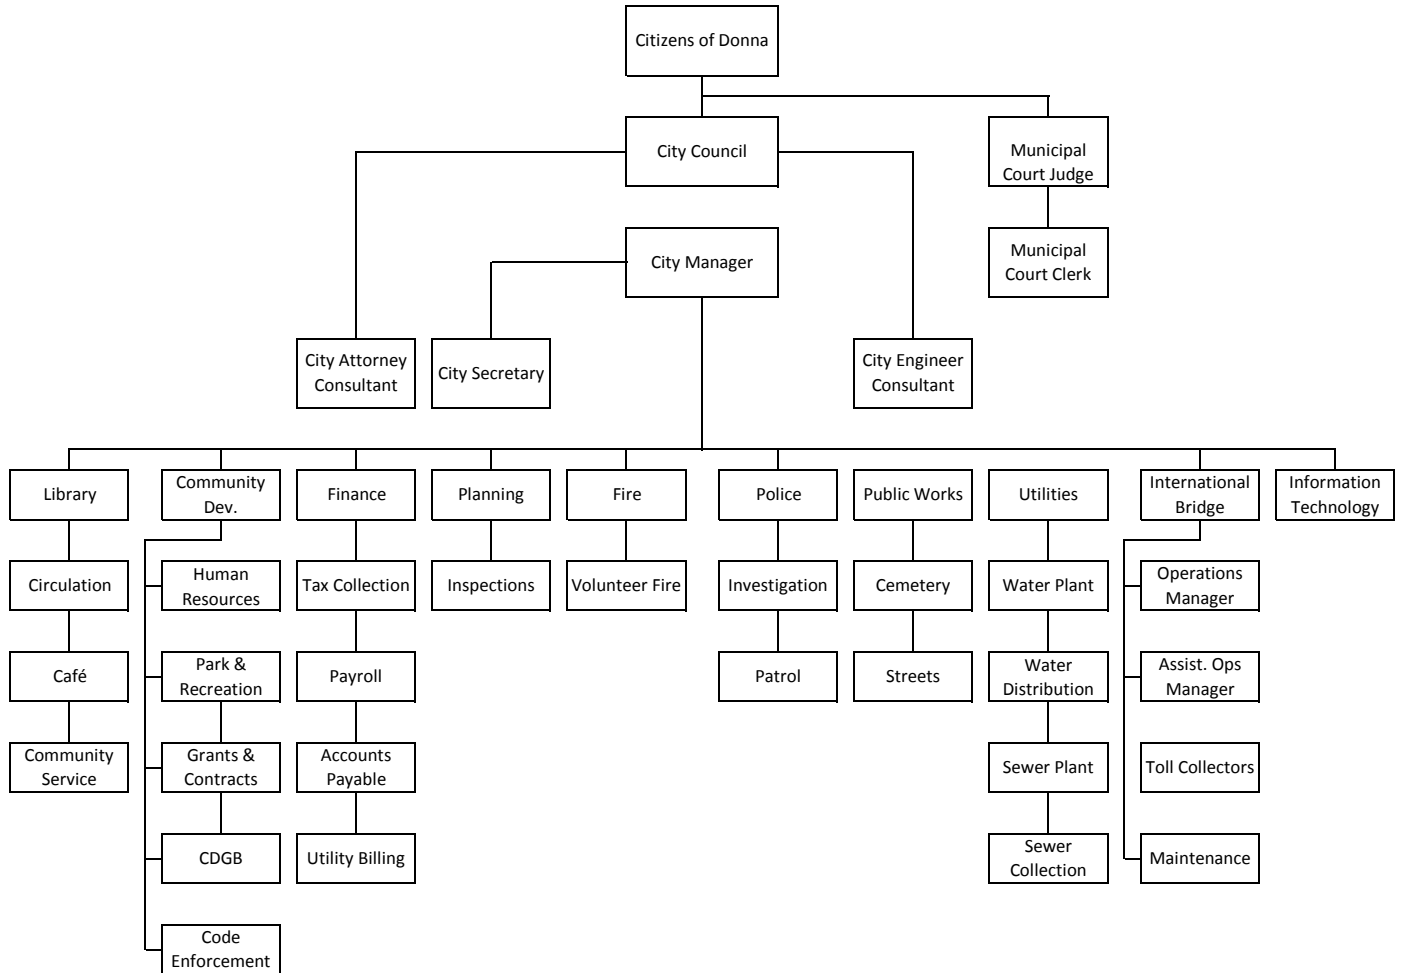 Citizens of Donna
City Council
Municipal
Court Judge
City Manager
Municipal
Court Clerk
City Attorney
Consultant
City Secretary
City Engineer
Consultant
Library
Community
Dev.
Finance
Planning
Fire
Police
Public Works
Utilities
International
Bridge
Information
Technology
Circulation
Human
Resources
Tax Collection
Inspections
Volunteer Fire
Investigation
Cemetery
Water Plant
Operations
Manager
Café
Park &
Recreation
Payroll
Patrol
Streets
Water
Distribution
Assist. Ops
Manager
Community
Service
Grants &
Contracts
Accounts
Payable
Sewer Plant
Toll Collectors
CDGB
Utility Billing
Sewer
Collection
Maintenance
Code
Enforcement